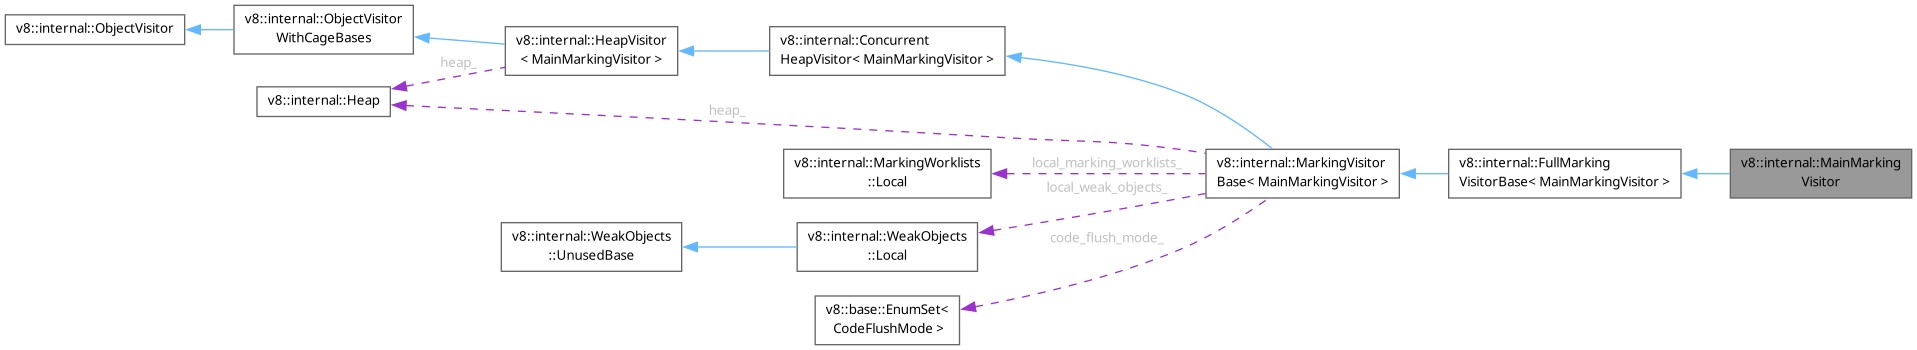 v8::internal::ObjectVisitor
v8::internal::ObjectVisitor
WithCageBases
v8::internal::HeapVisitor
< MainMarkingVisitor >
v8::internal::Concurrent
HeapVisitor< MainMarkingVisitor >
heap_
v8::internal::Heap
heap_
v8::internal::MarkingWorklists
::Local
local_marking_worklists_
v8::internal::MarkingVisitor
Base< MainMarkingVisitor >
v8::internal::FullMarking
VisitorBase< MainMarkingVisitor >
v8::internal::MainMarking
Visitor
local_weak_objects_
v8::internal::WeakObjects
::UnusedBase
v8::internal::WeakObjects
::Local
code_flush_mode_
v8::base::EnumSet<
CodeFlushMode >